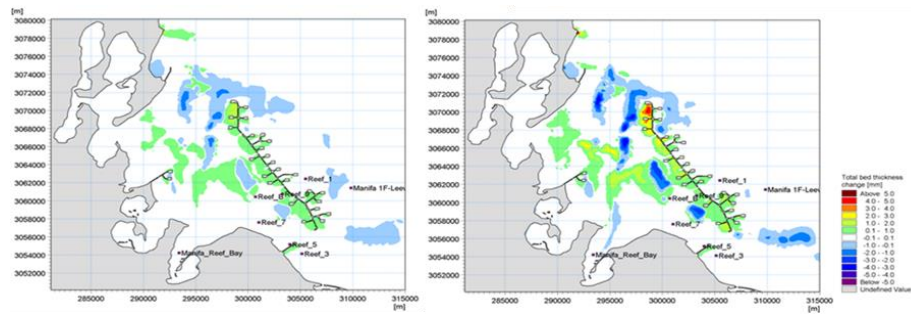 [m]
3080000
3078000
3076000
3074000
3072000
3070000
3068000
3066000
3064000
3062000
3060000
3058000
3056000
3054000
3052000
Reef_1
Manifa 1F-Leew
Reef_7
Reef_5
Reef_3
Manifa_Reef_Bay
285000 290000 295000 300000 305000 310000 315000
[m]
[m]
3080000
3078000
3076000
3074000
3072000
3070000
3068000
3066000
3064000
3062000
3060000
3058000
3056000
3054000
3052000
Reef_1
Manifa 1F-Leew
Reef_7
Reef_5
Reef_3
Manifa_Reef_Bay
285000 290000 295000 300000 305000 310000 315000
[m]
Total bed thickness
change [mm]
Above 5.0
4.0 - 5.0
3.0 - 4.0
2.0 - 3.0
1.0 - 2.0
0.1 - 1.0
-0.1 - 0.1
-1.0 - -0.1
-2.0 - -1.0
-3.0 - -2.0
-4.0 - -3.0
-5.0 - -4.0
Below -5.0
Undefined Value